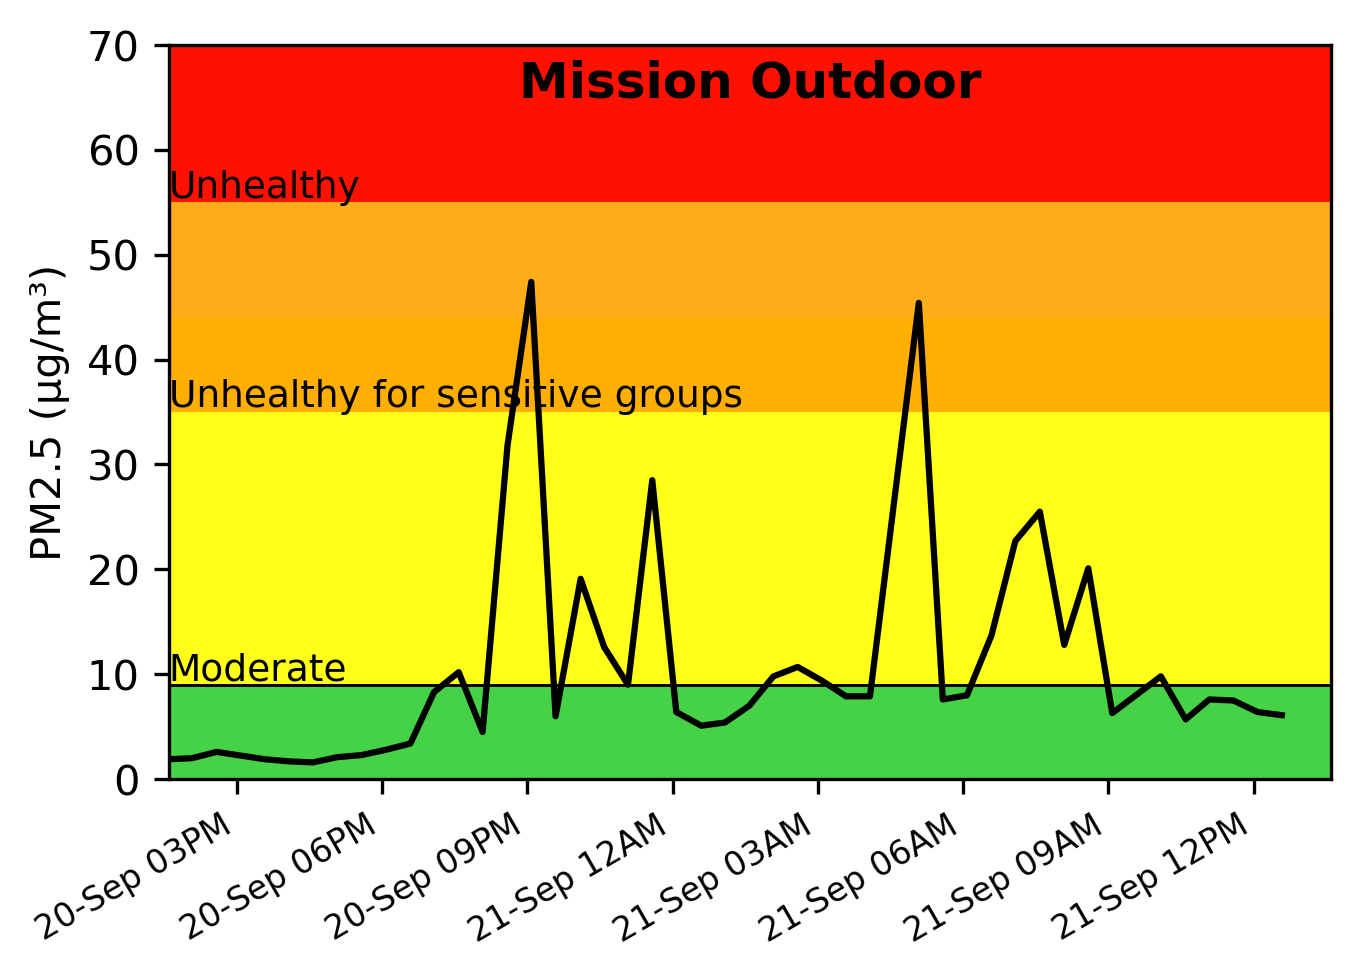 Mission Outdoor
PM2.5 (µg/m³)
70
60
50
40
30
20
10
0
Unhealthy
Unhealthy for sensitive groups
Moderate
20-Sep 03PM
20-Sep 06PM
20-Sep 09PM
21-Sep 12AM
21-Sep 03AM
21-Sep 06AM
21-Sep 09AM
21-Sep 12PM